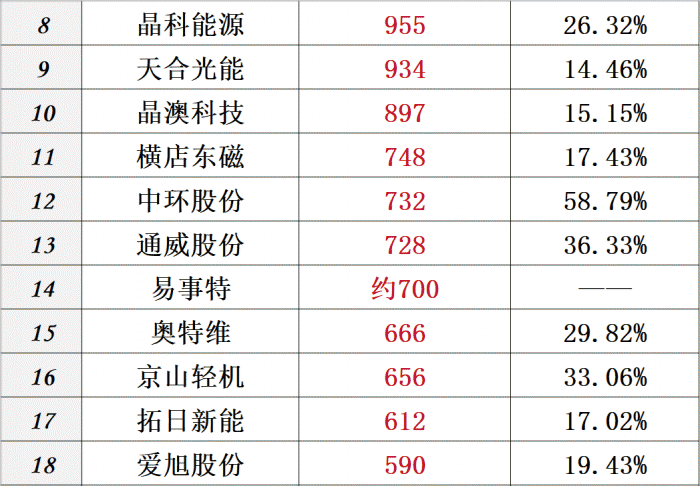 8 晶科能源 955 26.32%
9 天合光能 934 14.46%
10 晶澳科技 897 15.15%
11 横店东磁 748 17.43%
12 中环股份 732 58.79%
13 通威股份 728 36.33%
14 易事特 约700 ——
15 奥特维 666 29.82%
16 京山轻机 656 33.06%
17 拓日新能 612 17.02%
18 爱旭股份 590 19.43%